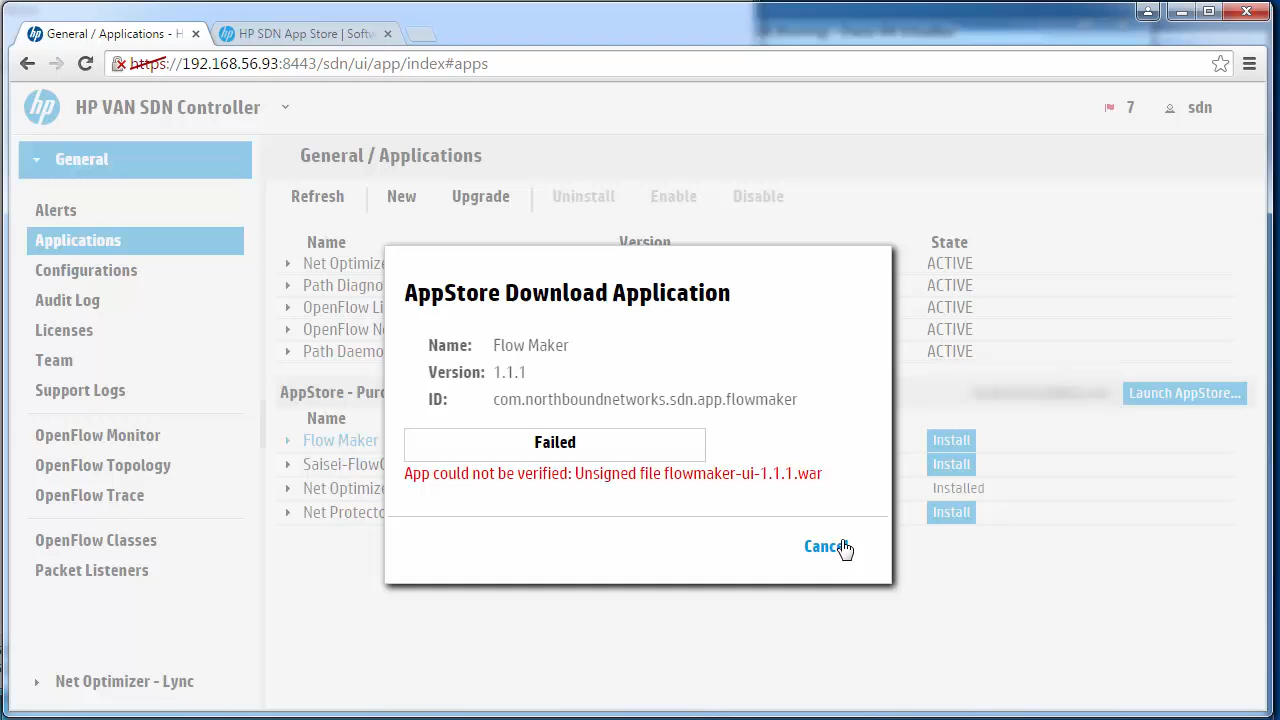 General / Applications - H
HP SDN App Store | Softw
https://192.168.56.93:8443/sdn/ui/app/index#apps
hp HP VAN SDN Controller
7 sdn
General
Alerts
Applications
Configurations
Audit Log
Licenses
Team
Support Logs
OpenFlow Monitor
OpenFlow Topology
OpenFlow Trace
OpenFlow Classes
Packet Listeners
Net Optimizer - Lync
General / Applications
Refresh New Upgrade Uninstall Enable Disable
Name Version State
Net Optimize ACTIVE
Path Diagno ACTIVE
OpenFlow Li ACTIVE
OpenFlow No ACTIVE
Path Daemo ACTIVE
AppStore - Purc Launch AppStore...
Name
Flow Maker Install
Saisei-FlowC Install
Net Optimize Installed
Net Protecto Install
AppStore Download Application
Name: Flow Maker
Version: 1.1.1
ID: com.northboundnetworks.sdn.app.flowmaker
Failed
App could not be verified: Unsigned file flowmaker-ui-1.1.1.war
Cancel